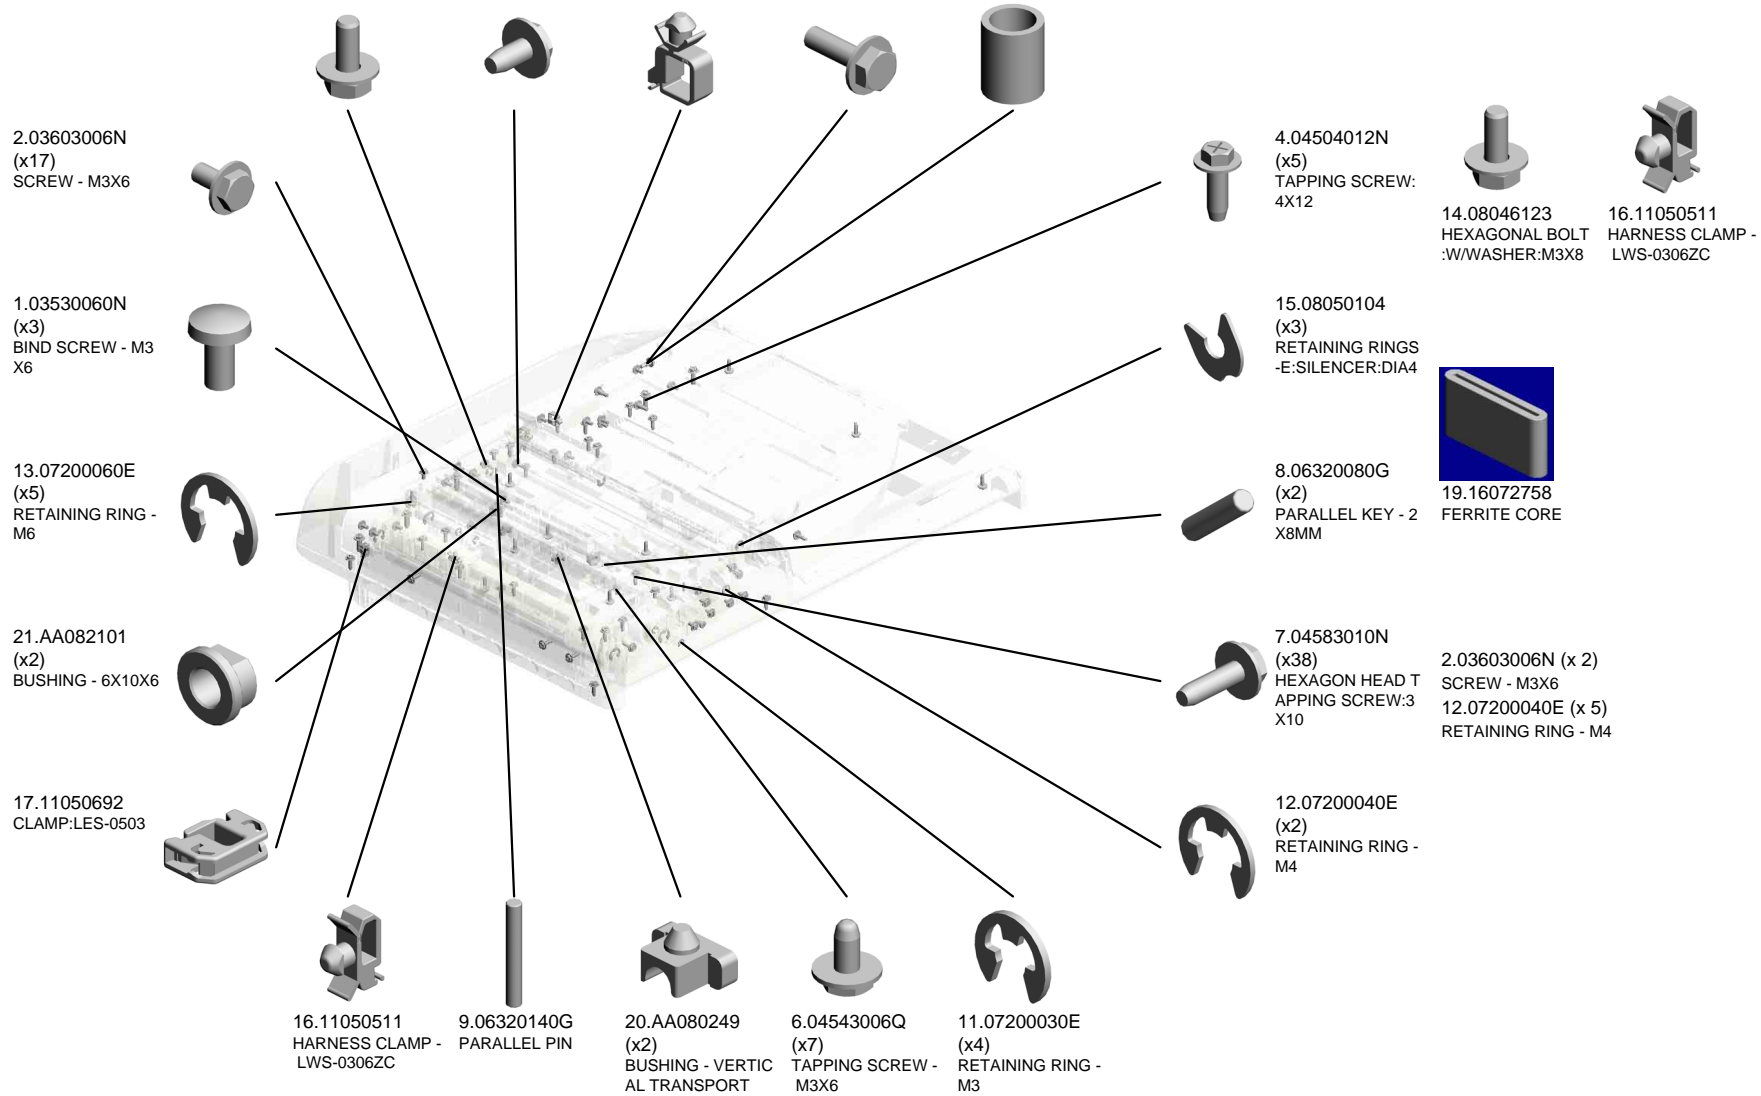 2.03603006N
(x17)
SCREW - M3X6
1.03530060N
(x3)
BIND SCREW - M3
X6
13.07200060E
(x5)
RETAINING RING -
M6
21.AA082101
(x2)
BUSHING - 6X10X6
17.11050692
CLAMP:LES-0503
16.11050511
HARNESS CLAMP -
LWS-0306ZC
9.06320140G
PARALLEL PIN
20.AA080249
(x2)
BUSHING - VERTIC
AL TRANSPORT
6.04543006Q
(x7)
TAPPING SCREW -
M3X6
11.07200030E
(x4)
RETAINING RING -
M3
4.04504012N
(x5)
TAPPING SCREW:
4X12
15.08050104
(x3)
RETAINING RINGS
-E:SILENCER:DIA4
8.06320080G
(x2)
PARALLEL KEY - 2
X8MM
7.04583010N
(x38)
HEXAGON HEAD T
APPING SCREW:3
X10
12.07200040E
(x2)
RETAINING RING -
M4
14.08046123
HEXAGONAL BOLT
:W/WASHER:M3X8
16.11050511
HARNESS CLAMP -
LWS-0306ZC
19.16072758
FERRITE CORE
2.03603006N (x 2)
SCREW - M3X6
12.07200040E (x 5)
RETAINING RING - M4